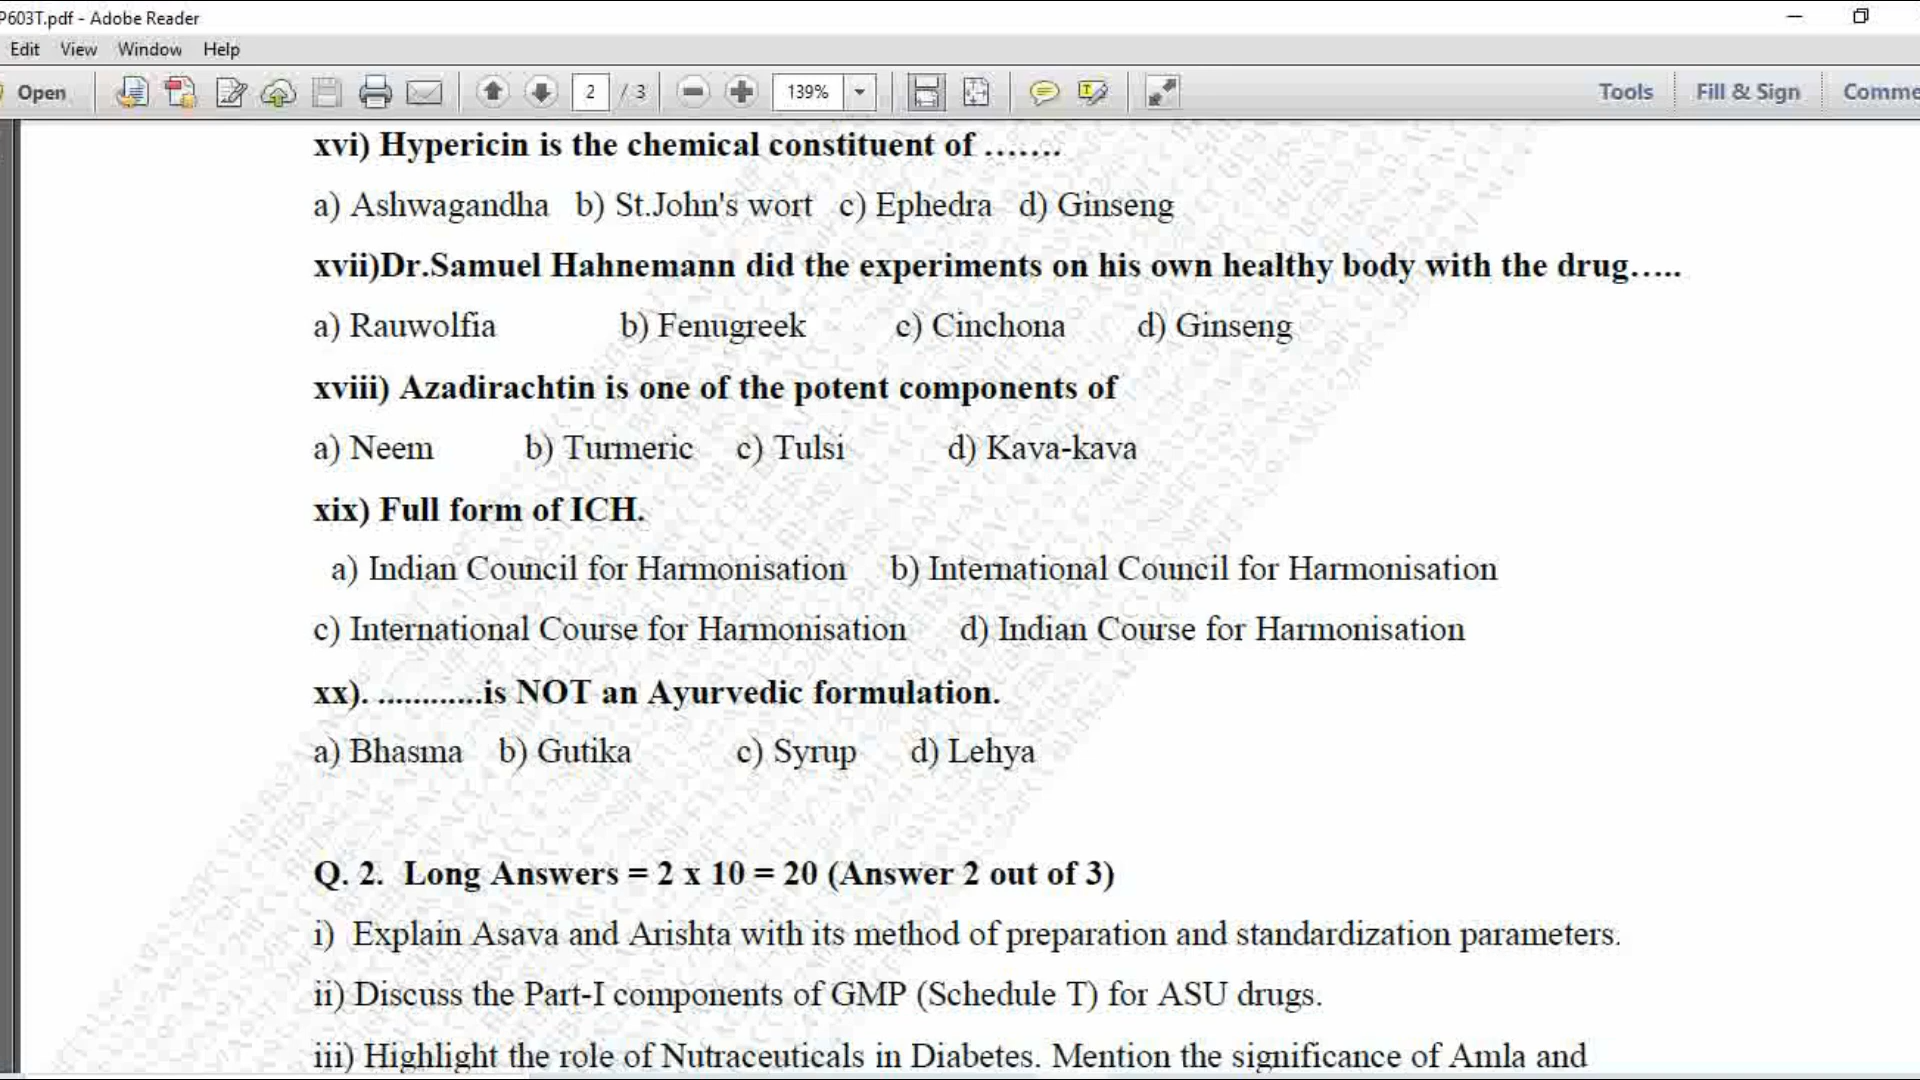 P603T.pdf - Adobe Reader
Edit View Window Help
Open 2 / 3 139% Tools Fill & Sign Comme
xvi) Hypericin is the chemical constituent of …….
a) Ashwagandha b) St.John's wort c) Ephedra d) Ginseng
xvii)Dr.Samuel Hahnemann did the experiments on his own healthy body with the drug…..
a) Rauwolfia b) Fenugreek c) Cinchona d) Ginseng
xviii) Azadirachtin is one of the potent components of
a) Neem b) Turmeric c) Tulsi d) Kava-kava
xix) Full form of ICH.
a) Indian Council for Harmonisation b) International Council for Harmonisation
c) International Course for Harmonisation d) Indian Course for Harmonisation
xx). ............is NOT an Ayurvedic formulation.
a) Bhasma b) Gutika c) Syrup d) Lehya
Q. 2. Long Answers = 2 x 10 = 20 (Answer 2 out of 3)
i) Explain Asava and Arishta with its method of preparation and standardization parameters.
ii) Discuss the Part-I components of GMP (Schedule T) for ASU drugs.
iii) Highlight the role of Nutraceuticals in Diabetes. Mention the significance of Amla and